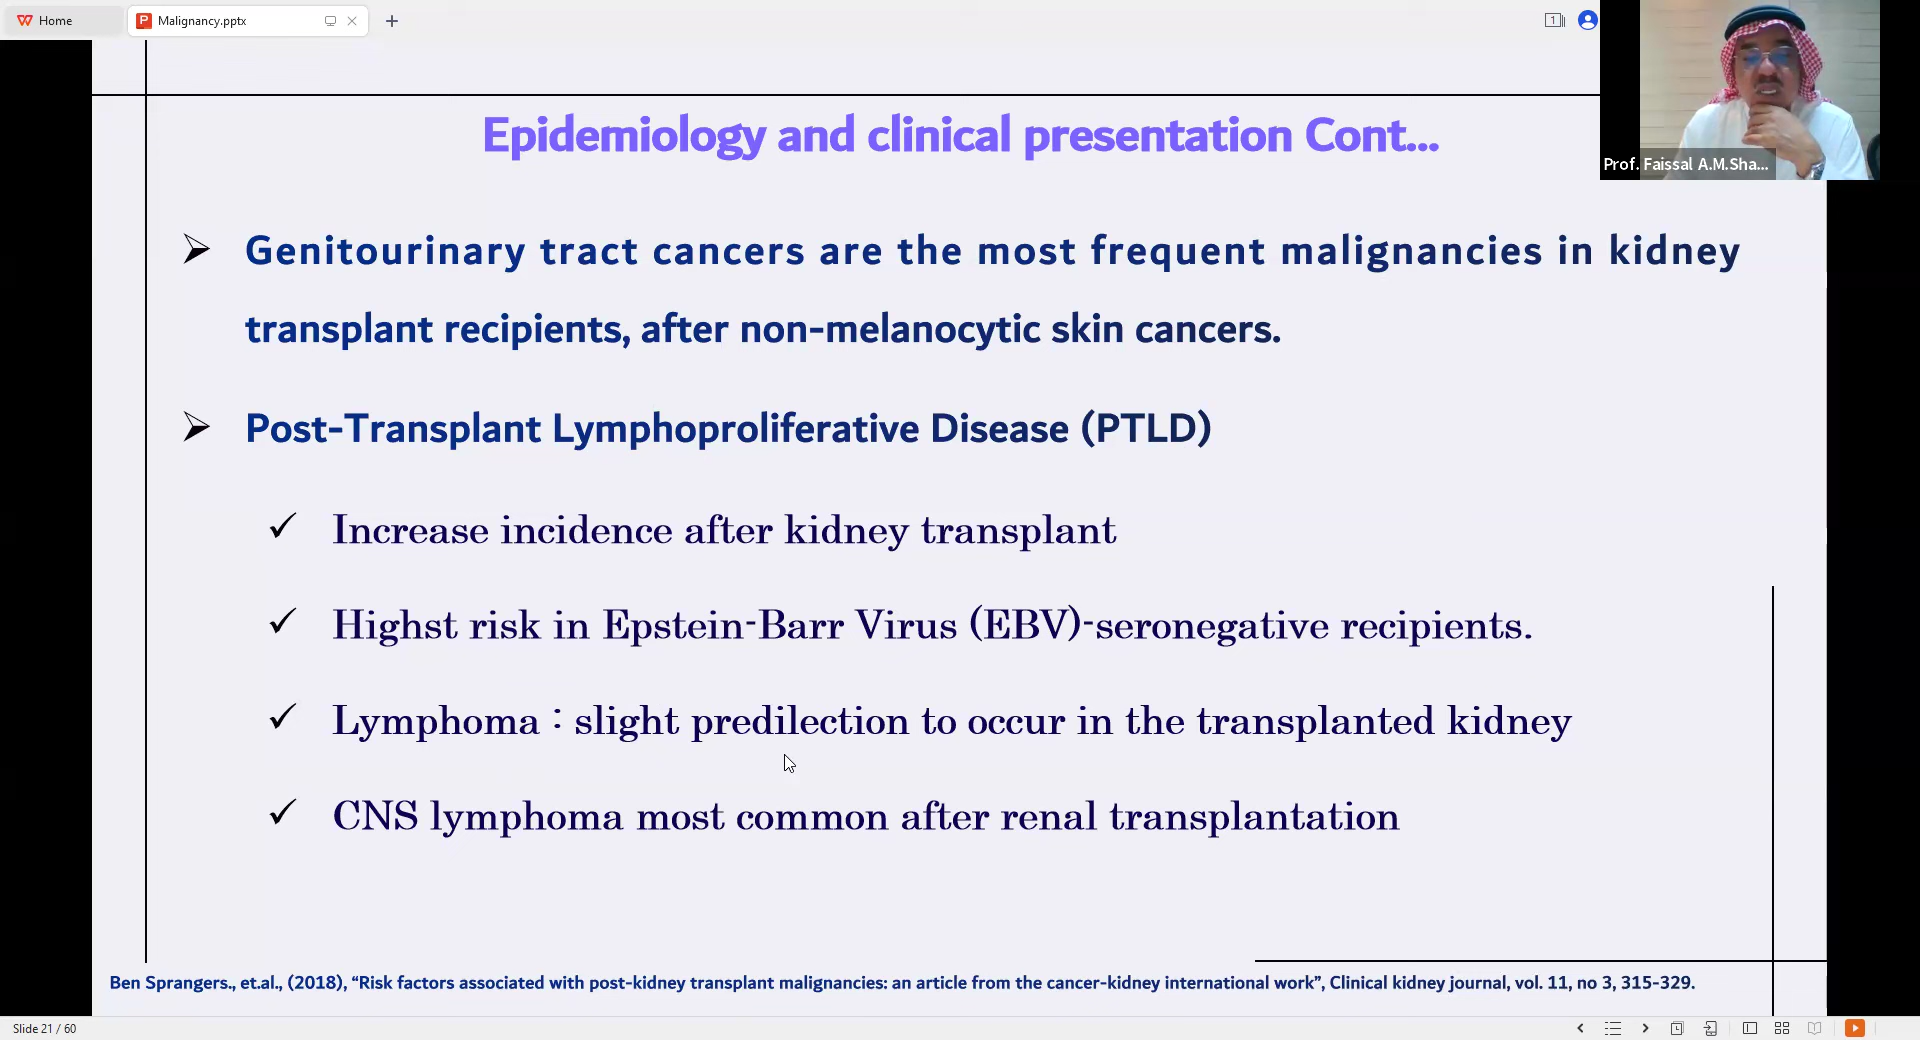 Home
Malignancy.pptx
1
Prof. Faissal A.M.Sha...
Epidemiology and clinical presentation Cont...
Genitourinary tract cancers are the most frequent malignancies in kidney
transplant recipients, after non-melanocytic skin cancers.
Post-Transplant Lymphoproliferative Disease (PTLD)
Increase incidence after kidney transplant
Highst risk in Epstein-Barr Virus (EBV)-seronegative recipients.
Lymphoma : slight predilection to occur in the transplanted kidney
CNS lymphoma most common after renal transplantation
Ben Sprangers., et.al., (2018), “Risk factors associated with post-kidney transplant malignancies: an article from the cancer-kidney international work”, Clinical kidney journal, vol. 11, no 3, 315-329.
Slide 21 / 60